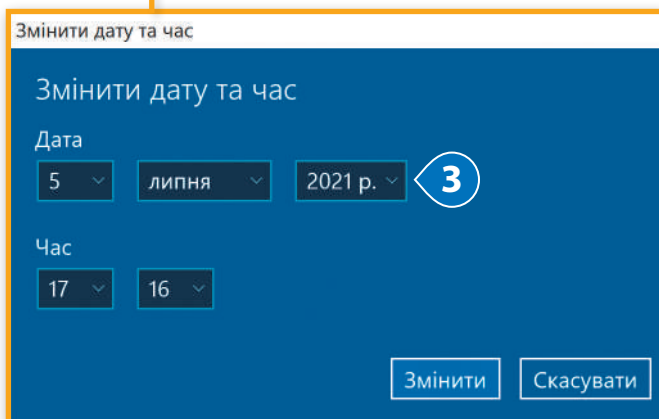 Змінити дату та час
Змінити дату та час
Дата
5 липня 2021 р. 3
Час
17 16
Змінити Скасувати